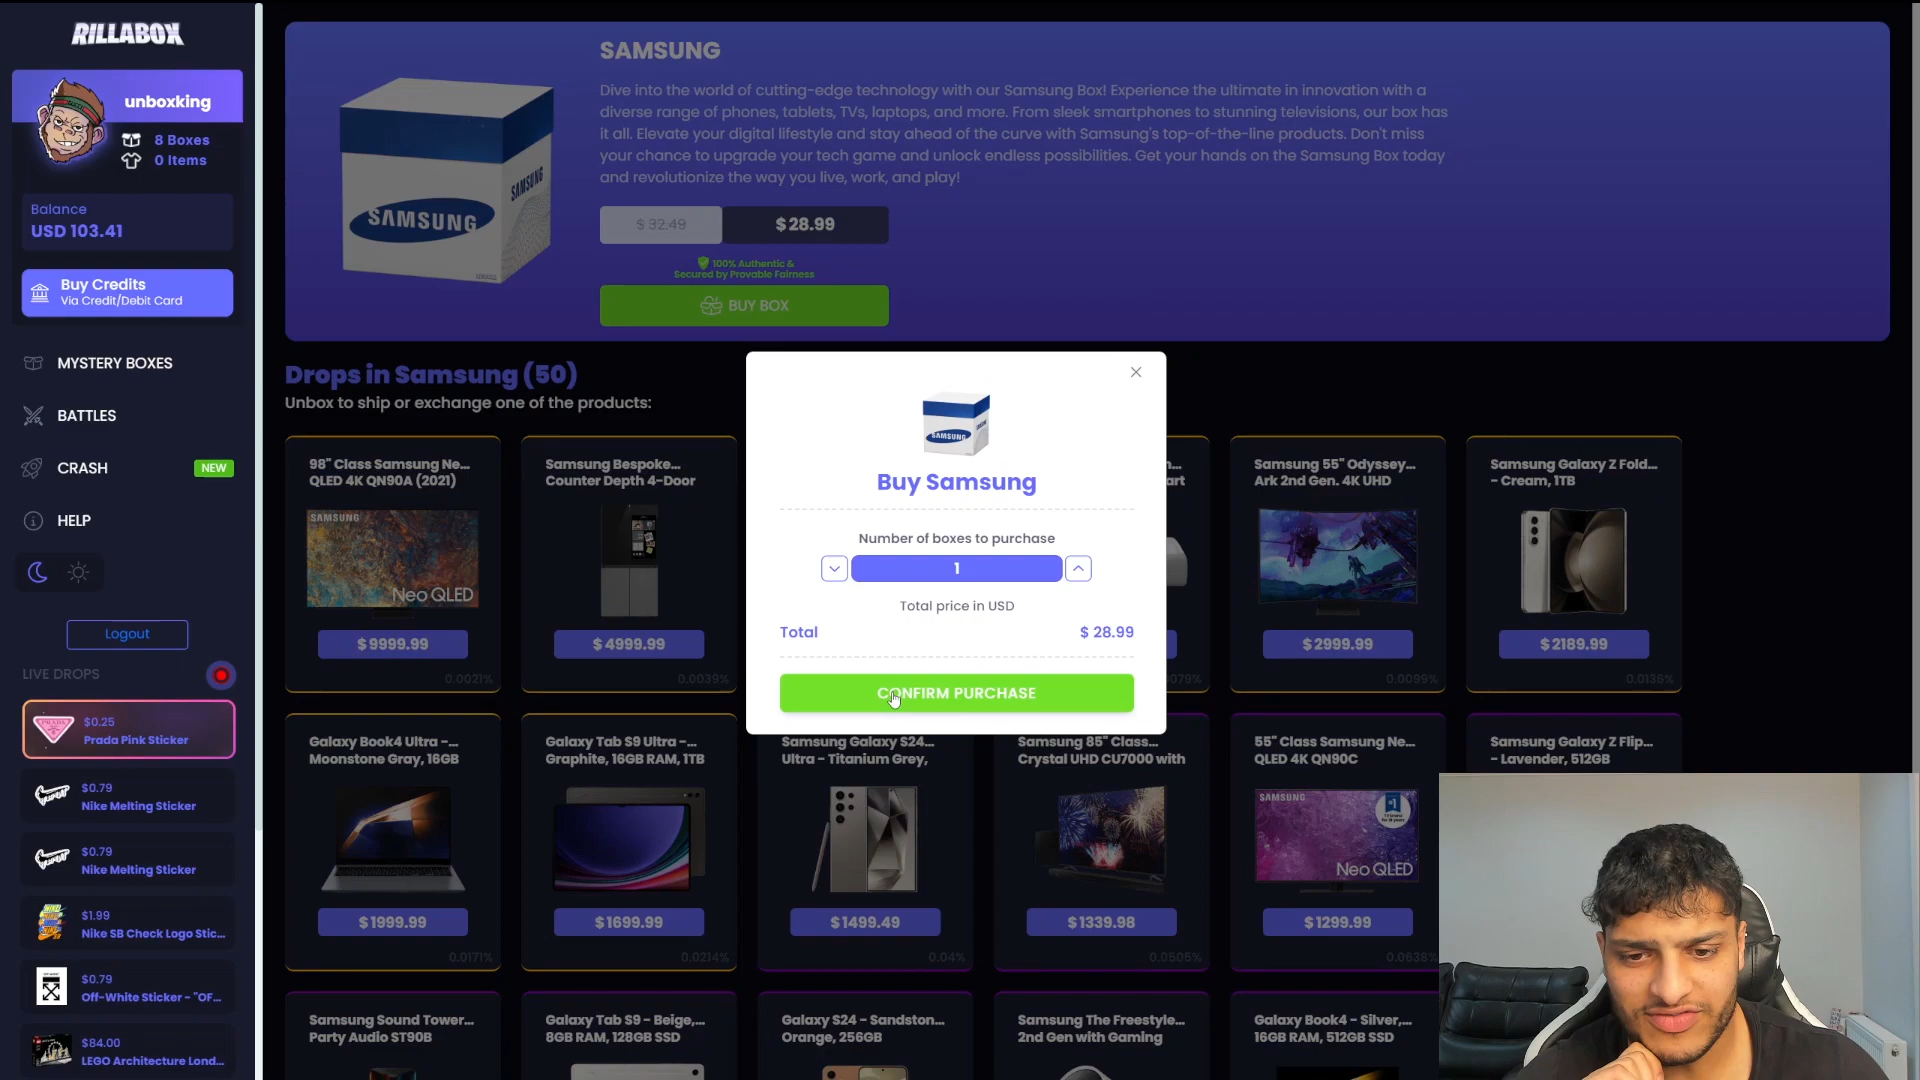 RILLABOX
unboxking
8 Boxes
0 Items
Balance
USD 103.41
Buy Credits
Via Credit/Debit Card
MYSTERY BOXES
BATTLES
CRASH
NEW
HELP
Logout
LIVE DROPS
$0.25
Prada Pink Sticker
$0.79
Nike Melting Sticker
$0.79
Nike Melting Sticker
$1.99
Nike SB Check Logo Stic...
$0.79
Off-White Sticker - "OF...
$84.00
LEGO Architecture Lond...
SAMSUNG
SAMSUNG
SAMSUNG
Dive into the world of cutting-edge technology with our Samsung Box! Experience the ultimate in innovation with a
diverse range of phones, tablets, TVs, laptops, and more. From sleek smartphones to stunning televisions, our box has
it all. Elevate your digital lifestyle and stay ahead of the curve with Samsung's top-of-the-line products. Don't miss
your chance to upgrade your tech game and unlock endless possibilities. Get your hands on the Samsung Box today
and revolutionize the way you live, work, and play!
$ 32.49
$ 28.99
100% Authentic &
Secured by Provable Fairness
BUY BOX
Drops in Samsung (50)
Unbox to ship or exchange one of the products:
98" Class Samsung Ne...
QLED 4K QN90A (2021)
SAMSUNG
Neo QLED
$ 9999.99
0.0021%
Samsung Bespoke...
Counter Depth 4-Door
$ 4999.99
0.0039%
SAMSUNG
Buy Samsung
Number of boxes to purchase
1
Total price in USD
Total
$ 28.99
CONFIRM PURCHASE
art
079%
Samsung 55" Odyssey...
Ark 2nd Gen. 4K UHD
$ 2999.99
0.0099%
Samsung Galaxy Z Fold...
- Cream, 1TB
$ 2189.99
0.0136%
Galaxy Book4 Ultra -...
Moonstone Gray, 16GB
$ 1999.99
0.0171%
Galaxy Tab S9 Ultra -...
Graphite, 16GB RAM, 1TB
$ 1699.99
0.0214%
Samsung Galaxy S24...
Ultra - Titanium Grey,
$ 1499.49
0.04%
Samsung 85" Class...
Crystal UHD CU7000 with
$ 1339.98
0.0505%
55" Class Samsung Ne...
QLED 4K QN90C
SAMSUNG
#1
Neo QLED
$ 1299.99
0.0638%
Samsung Galaxy Z Flip...
- Lavender, 512GB
Samsung Sound Tower...
Party Audio ST90B
Galaxy Tab S9 - Beige,...
8GB RAM, 128GB SSD
Galaxy S24 - Sandston...
Orange, 256GB
Samsung The Freestyle...
2nd Gen with Gaming
Galaxy Book4 - Silver,...
16GB RAM, 512GB SSD